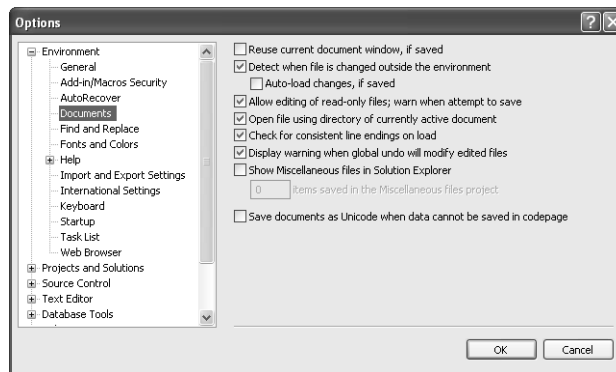 Options
Environment
General
Add-in/Macros Security
AutoRecover
Documents
Find and Replace
Fonts and Colors
Help
Import and Export Settings
International Settings
Keyboard
Startup
Task List
Web Browser
Projects and Solutions
Source Control
Text Editor
Database Tools
Reuse current document window, if saved
Detect when file is changed outside the environment
Auto-load changes, if saved
Allow editing of read-only files; warn when attempt to save
Open file using directory of currently active document
Check for consistent line endings on load
Display warning when global undo will modify edited files
Show Miscellaneous files in Solution Explorer
0 items saved in the Miscellaneous files project
Save documents as Unicode when data cannot be saved in codepage
OK Cancel